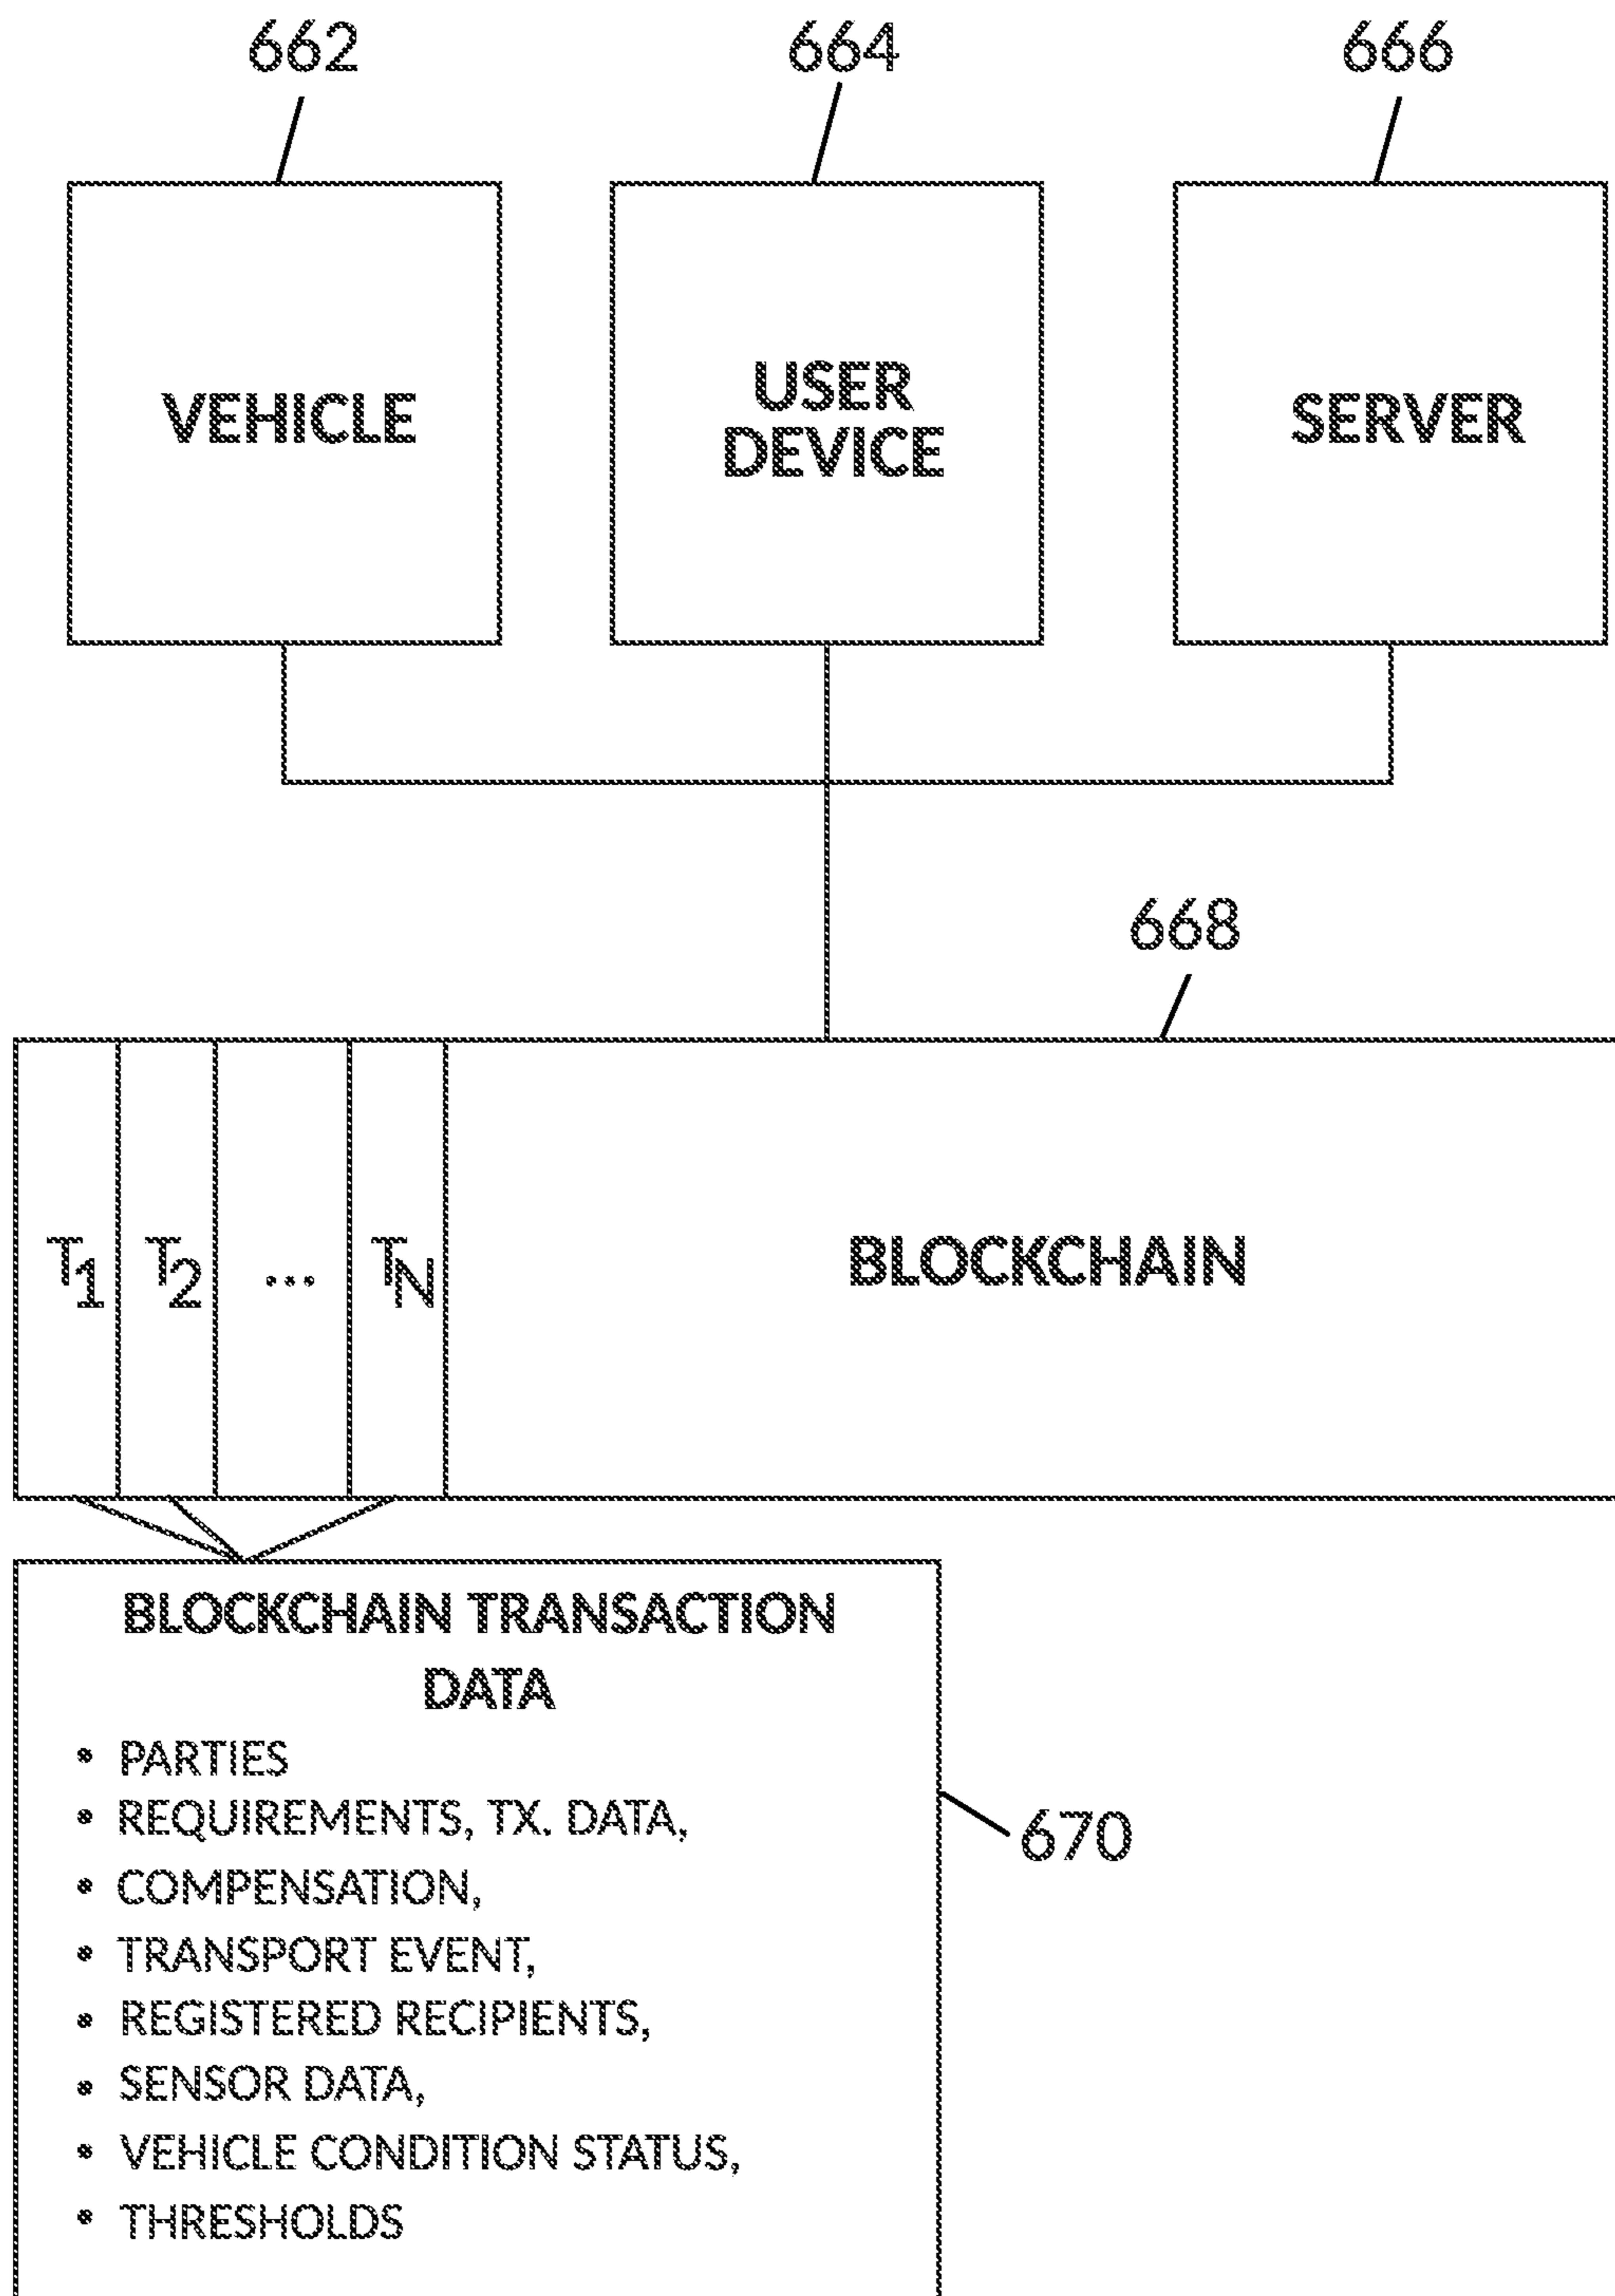 662 664 666
VEHICLE
USER
DEVICE
SERVER
668
T1 T2 ... TN
BLOCKCHAIN
BLOCKCHAIN TRANSACTION
DATA
• PARTIES
• REQUIREMENTS, TX. DATA,
• COMPENSATION,
• TRANSPORT EVENT,
• REGISTERED RECIPIENTS,
• SENSOR DATA,
• VEHICLE CONDITION STATUS,
• THRESHOLDS
670